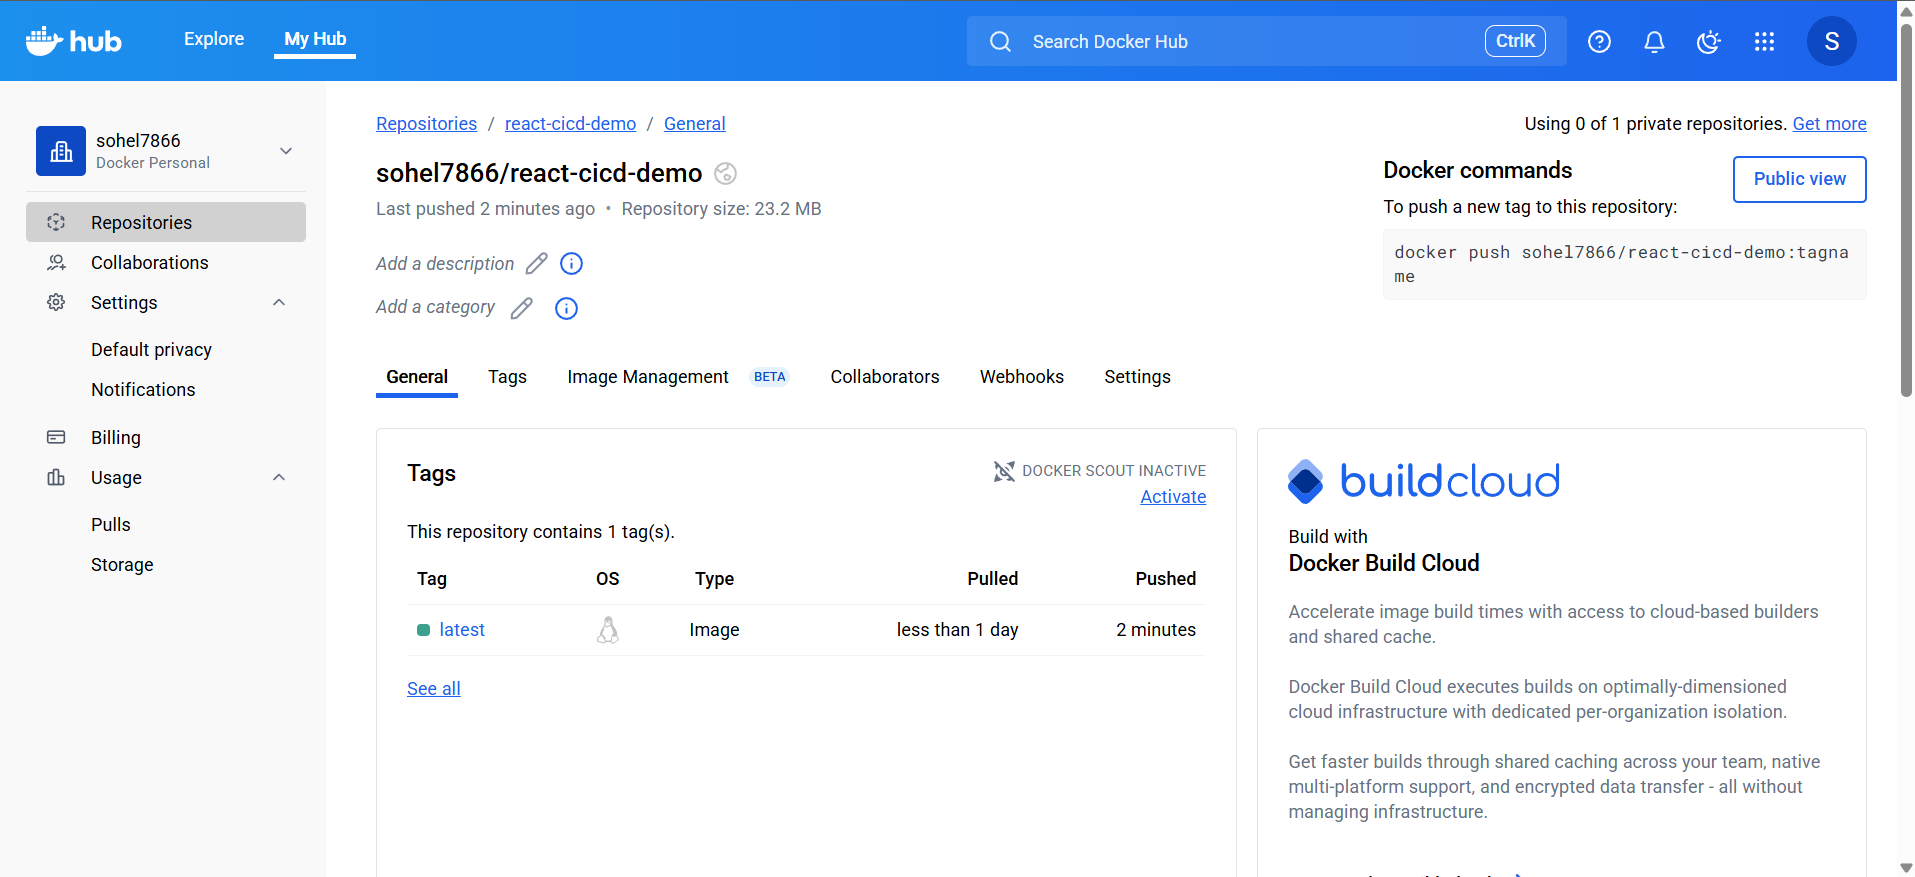 hub
Explore
My Hub
Search Docker Hub
CtrlK
S
sohel7866
Docker Personal
Repositories
Collaborations
Settings
Default privacy
Notifications
Billing
Usage
Pulls
Storage
Repositories / react-cicd-demo / General
Using 0 of 1 private repositories. Get more
sohel7866/react-cicd-demo
Last pushed 2 minutes ago • Repository size: 23.2 MB
Add a description
Add a category
Docker commands
Public view
To push a new tag to this repository:
docker push sohel7866/react-cicd-demo:tagna
me
General
Tags
Image Management BETA
Collaborators
Webhooks
Settings
Tags
DOCKER SCOUT INACTIVE
Activate
This repository contains 1 tag(s).
Tag OS Type Pulled Pushed
latest Image less than 1 day 2 minutes
See all
buildcloud
Build with
Docker Build Cloud
Accelerate image build times with access to cloud-based builders
and shared cache.
Docker Build Cloud executes builds on optimally-dimensioned
cloud infrastructure with dedicated per-organization isolation.
Get faster builds through shared caching across your team, native
multi-platform support, and encrypted data transfer - all without
managing infrastructure.